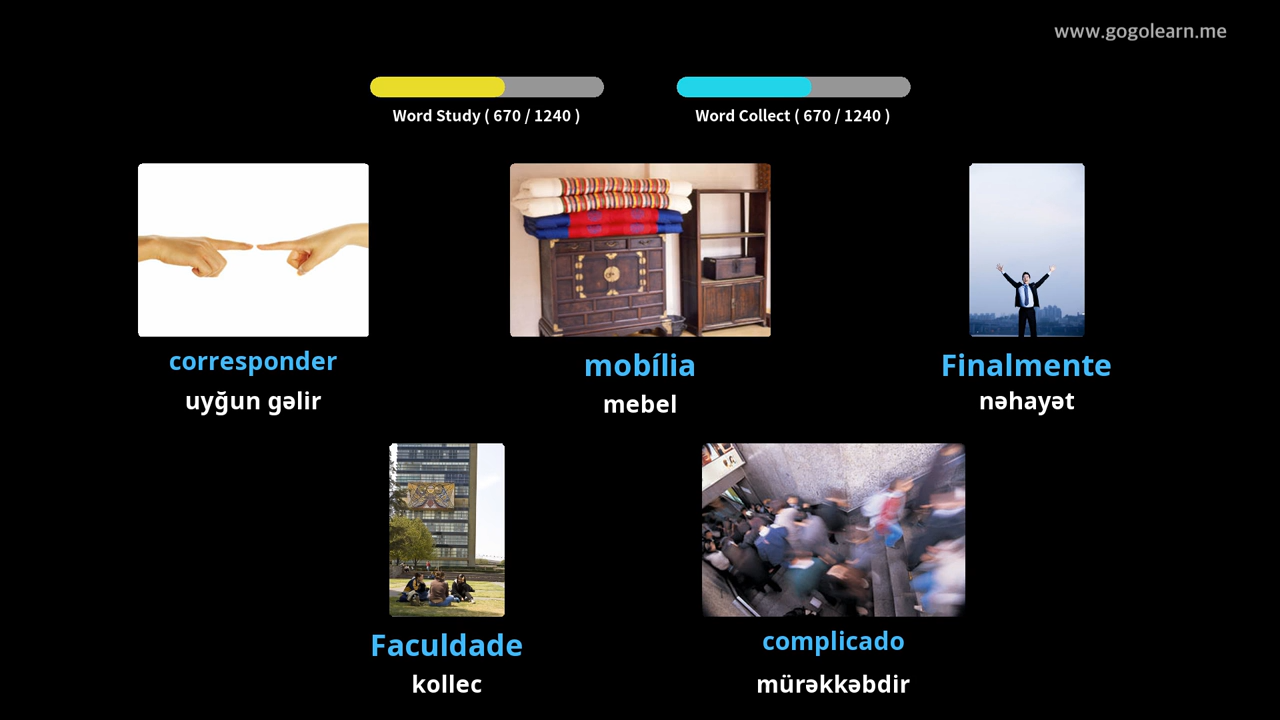 www.gogolearn.me
Word Study ( 670 / 1240 )
Word Collect ( 670 / 1240 )
corresponder
uyğun gəlir
mobília
mebel
Finalmente
nəhayət
Faculdade
kollec
complicado
mürəkkəbdir